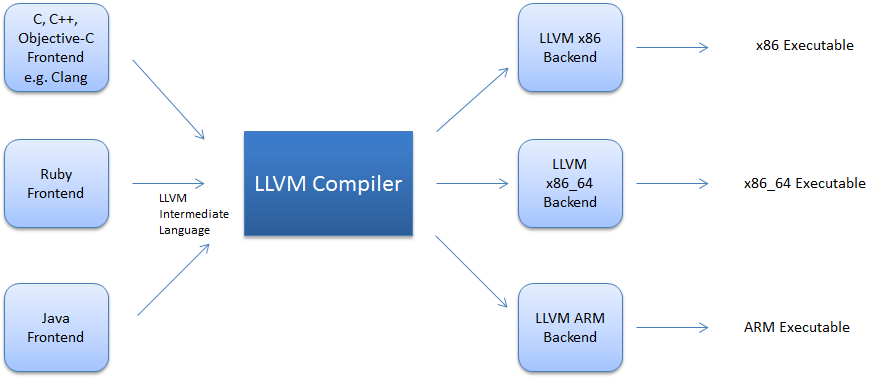 C, C++,
Objective-C
Frontend
e.g. Clang
Ruby
Frontend
Java
Frontend
LLVM
Intermediate
Language
LLVM Compiler
LLVM x86
Backend
LLVM
x86_64
Backend
LLVM ARM
Backend
x86 Executable
x86_64 Executable
ARM Executable